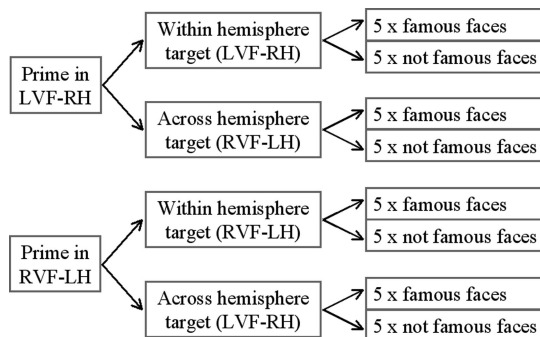 Prime in
LVF-RH
Within hemisphere
target (LVF-RH)
5 x famous faces
5 x not famous faces
Across hemisphere
target (RVF-LH)
5 x famous faces
5 x not famous faces
Prime in
RVF-LH
Within hemisphere
target (RVF-LH)
5 x famous faces
5 x not famous faces
Across hemisphere
target (LVF-RH)
5 x famous faces
5 x not famous faces